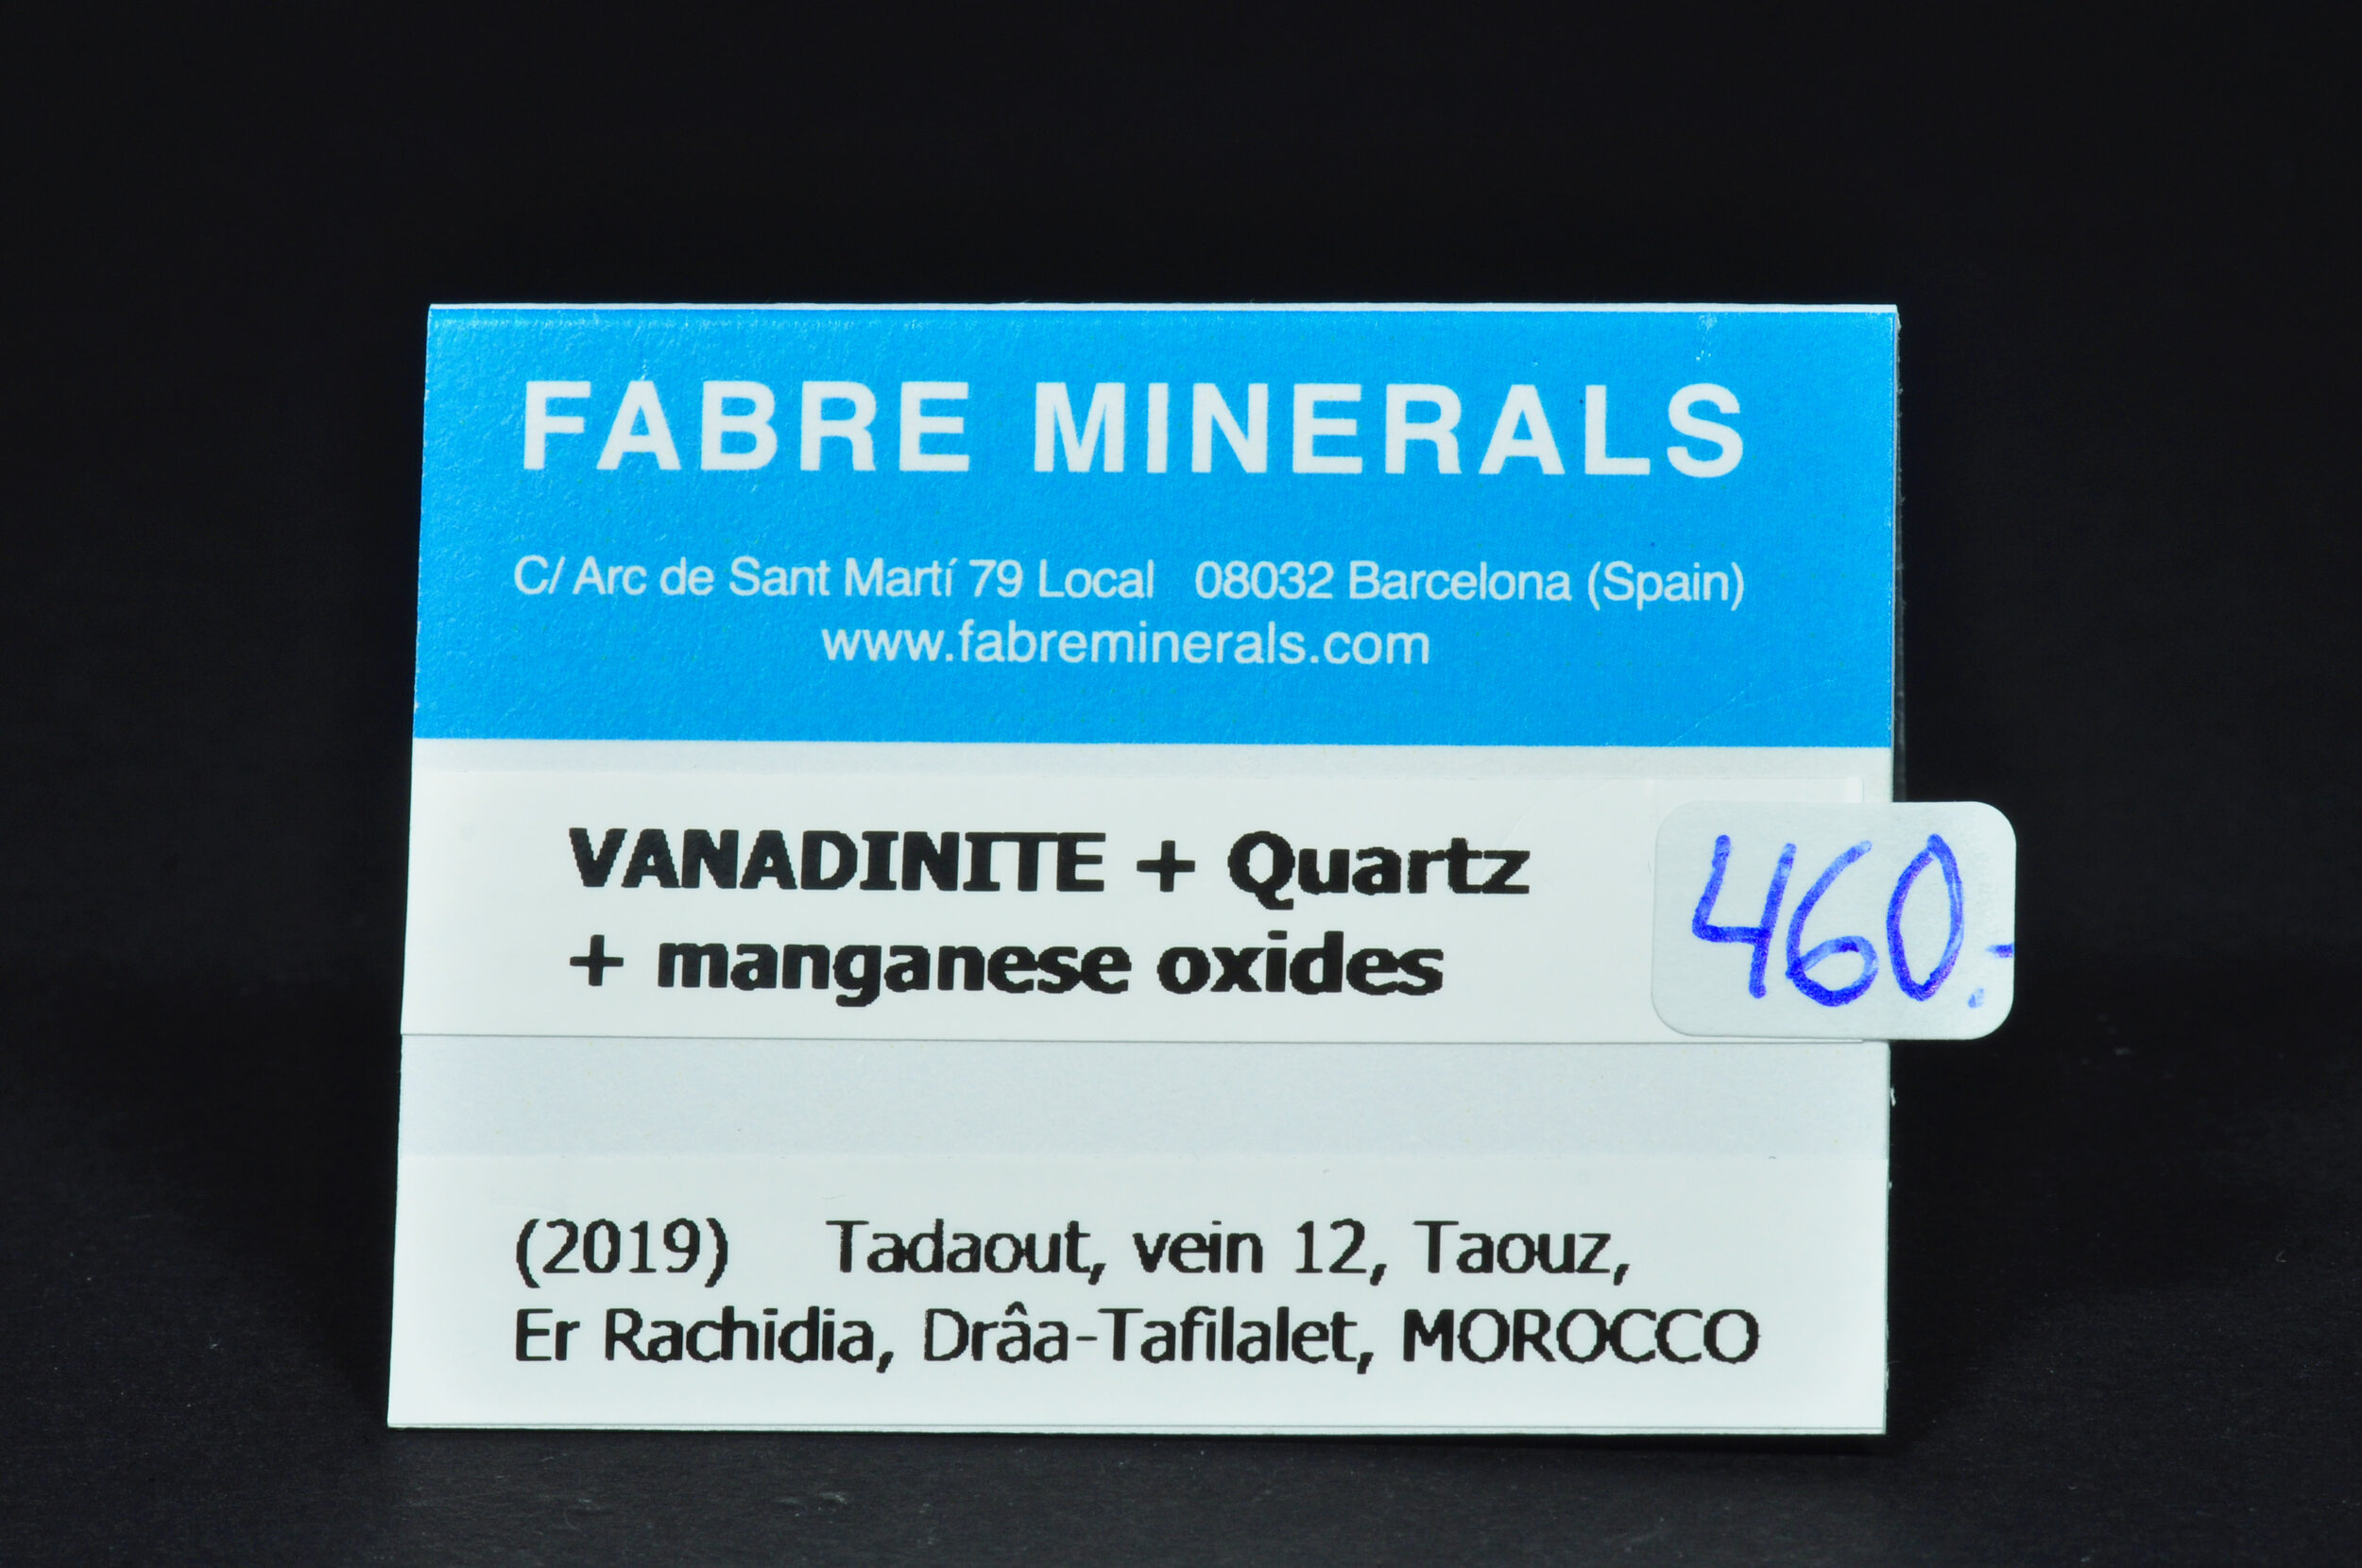 FABRE MINERALS
C/ Arc de Sant Martí 79 Local 08032 Barcelona (Spain)
www.fabreminerals.com
VANADINITE + Quartz
+ manganese oxides
460.-
(2019) Tadaout, vein 12, Taouz,
Er Rachidia, Drâa-Tafilalet, MOROCCO